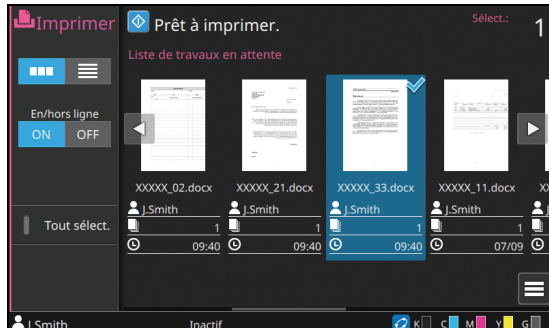 Imprimer
Prêt à imprimer.
Sélect.:
1
Liste de travaux en attente
En/hors ligne
ON OFF
Tout sélect.
XXXXX_02.docx XXXXX_21.docx XXXXX_33.docx XXXXX_11.docx
J.Smith J.Smith J.Smith J.Smith
1 1 1 1
09:40 09:40 09:40 07/09
J.Smith Inactif K C M Y G